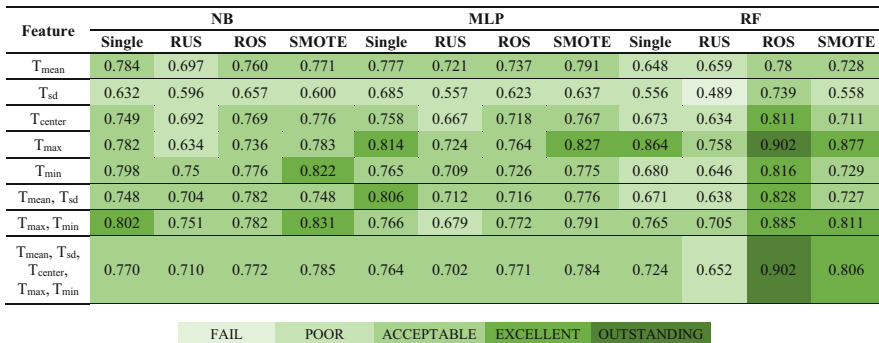 Feature NB MLP RF
Single RUS ROS SMOTE Single RUS ROS SMOTE Single RUS ROS SMOTE
Tmean 0.784 0.697 0.760 0.771 0.777 0.721 0.737 0.791 0.648 0.659 0.78 0.728
Tsd 0.632 0.596 0.657 0.600 0.685 0.557 0.623 0.637 0.556 0.489 0.739 0.558
Tcenter 0.749 0.692 0.769 0.776 0.758 0.667 0.718 0.767 0.673 0.634 0.811 0.711
Tmax 0.782 0.634 0.736 0.783 0.814 0.724 0.764 0.827 0.864 0.758 0.902 0.877
Tmin 0.798 0.75 0.776 0.822 0.765 0.709 0.726 0.775 0.680 0.646 0.816 0.729
Tmean, Tsd 0.748 0.704 0.782 0.748 0.806 0.712 0.716 0.776 0.671 0.638 0.828 0.727
Tmax, Tmin 0.802 0.751 0.782 0.831 0.766 0.679 0.772 0.791 0.765 0.705 0.885 0.811
Tmean, Tsd,
Tcenter, 0.770 0.710 0.772 0.785 0.764 0.702 0.771 0.784 0.724 0.652 0.902 0.806
Tmax, Tmin
FAIL POOR ACCEPTABLE EXCELLENT OUTSTANDING